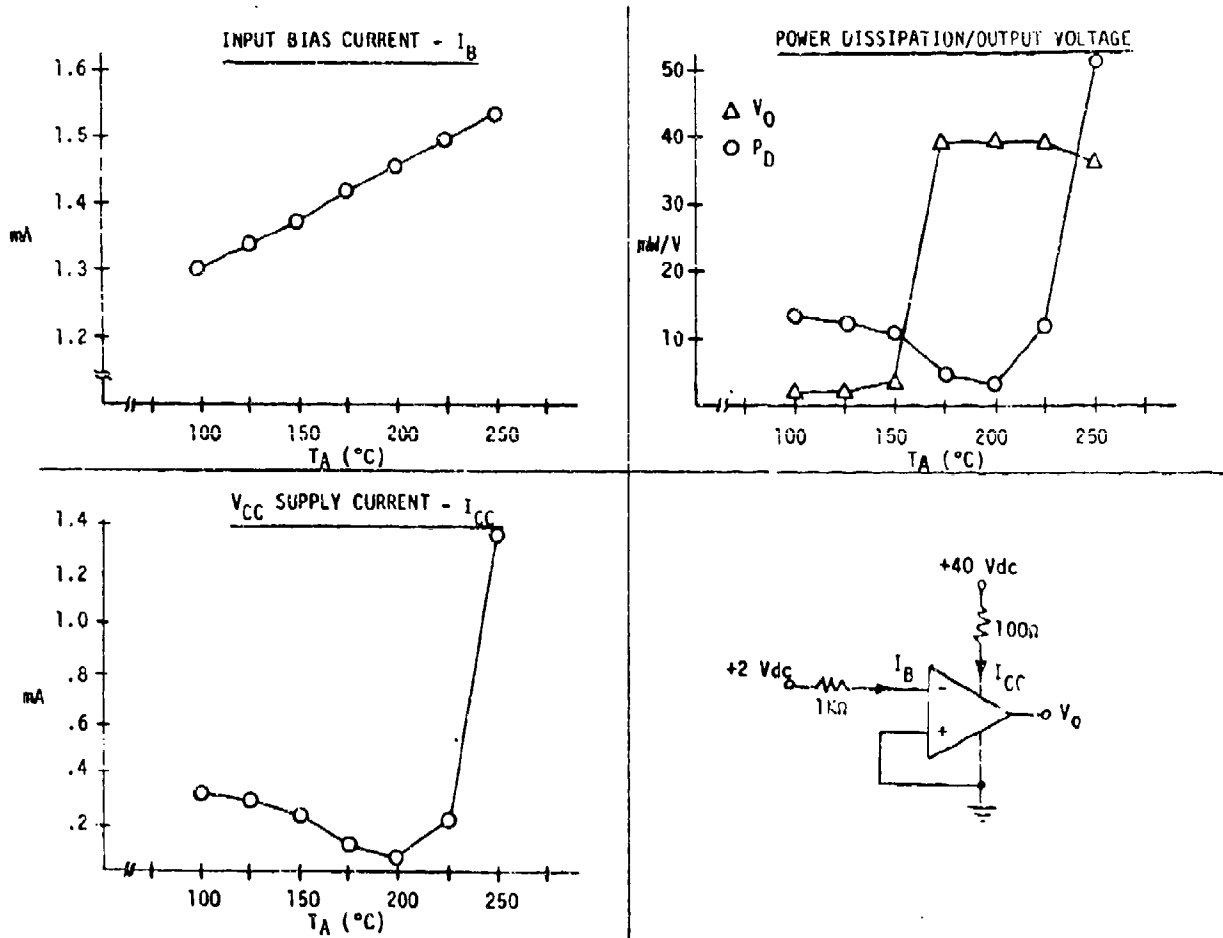 INPUT BIAS CURRENT - I_B
1.6
1.5
1.4
mA
1.3
1.2
100 150 200 250
T_A (°C)
POWER DISSIPATION/OUTPUT VOLTAGE
50
△ V_O
○ P_D
40
30
mW/V
20
10
100 150 200 250
T_A (°C)
V_CC SUPPLY CURRENT - I_CC
1.4
1.2
1.0
.8
mA
.6
.4
.2
100 150 200 250
T_A (°C)
+40 Vdc
100Ω
+2 Vdc
I_B
I_CC
1KΩ
-
+
V_O